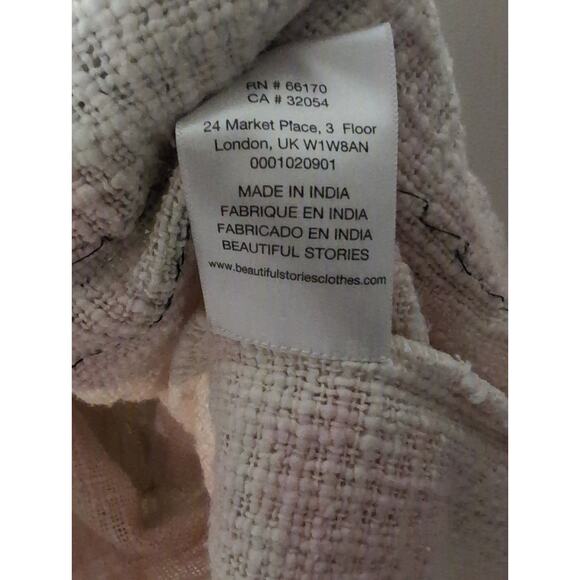 RN # 66170
CA # 32054
24 Market Place, 3 Floor
London, UK W1W8AN
0001020901
MADE IN INDIA
FABRIQUE EN INDIA
FABRICADO EN INDIA
BEAUTIFUL STORIES
www.beautifulstoriesclothes.com